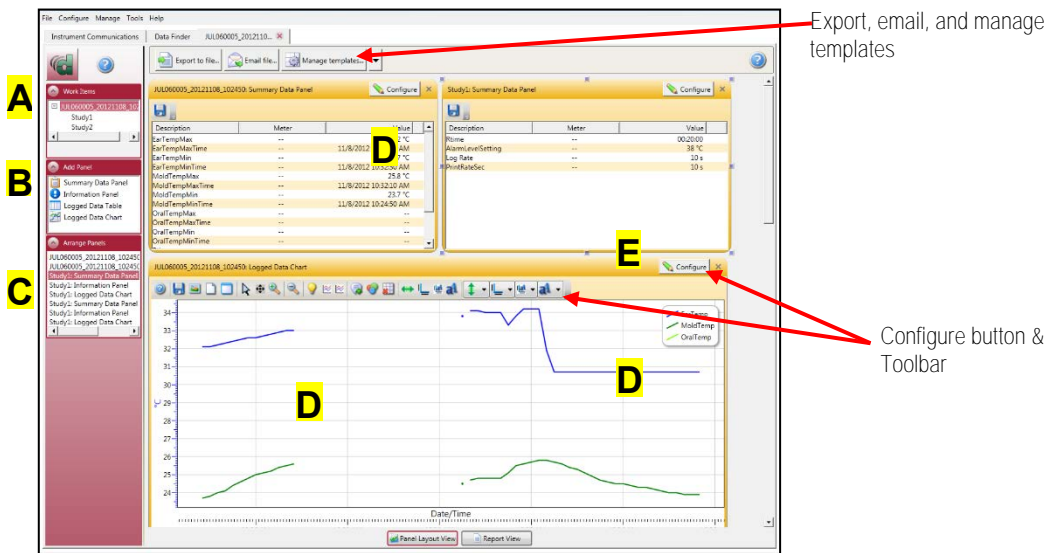 File Configure Manage Tools Help
Instrument Communications Data Finder JUL060005_2012110...
Export to file... Email file... Manage templates...
Export, email, and manage
templates
A
Work Items
JUL060005_20121108_102
Study1
Study2
B
Add Panel
Summary Data Panel
Information Panel
Logged Data Table
Logged Data Chart
C
Arrange Panels
JUL060005_20121108_10245(
JUL060005_20121108_10245(
Study1: Summary Data Panel
Study1: Information Panel
Study1: Logged Data Chart
Study2: Summary Data Panel
Study2: Information Panel
Study2: Logged Data Chart
JUL060005_20121108_102450: Summary Data Panel Configure
Description Meter Value
EarTempMax -- °C
EarTempMaxTime -- 11/8/2012 AM
EarTempMin -- °C
EarTempMinTime -- 11/8/2012 10:32:50 AM
MoldTempMax -- 25.8 °C
MoldTempMaxTime -- 11/8/2012 10:32:10 AM
MoldTempMin -- 23.7 °C
MoldTempMinTime -- 11/8/2012 10:24:50 AM
OralTempMax -- --
OralTempMaxTime -- --
OralTempMin -- --
OralTempMinTime -- --
D
Study1: Summary Data Panel Configure
Description Meter Value
Rtime -- 00:20:00
AlarmLevelSetting -- 38 °C
Log Rate -- 10 s
PrintRateSec -- 10 s
E
JUL060005_20121108_102450: Logged Data Chart Configure
Configure button &
Toolbar
34
33
32
31
30
29
28
27
26
25
24
°C
MoldTemp
OralTemp
D
D
Date/Time
Panel Layout View Report View